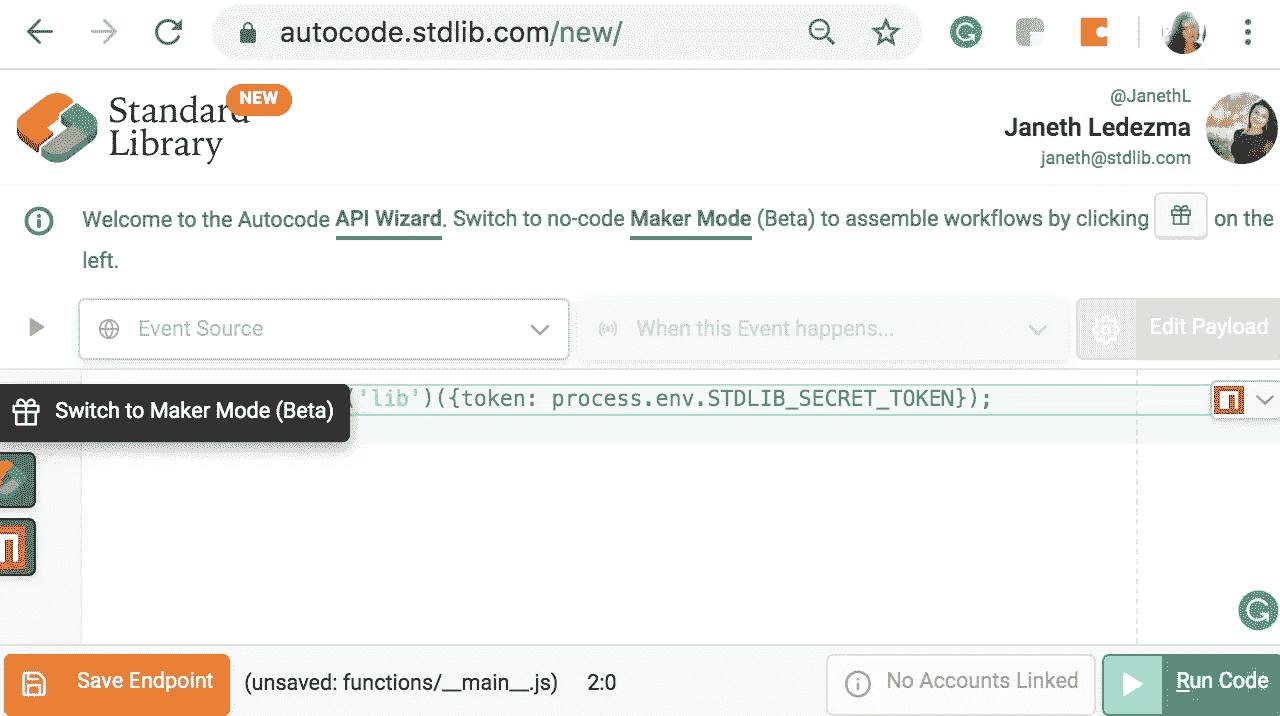 autocode.stdlib.com/new/
Standard
NEW
Library
@JanethL
Janeth Ledezma
janeth@stdlib.com
Welcome to the Autocode API Wizard. Switch to no-code Maker Mode (Beta) to assemble workflows by clicking on the
left.
Event Source
When this Event happens...
Edit Payload
Switch to Maker Mode (Beta)
('lib')({token: process.env.STDLIB_SECRET_TOKEN});
Save Endpoint
(unsaved: functions/__main__.js)
2:0
No Accounts Linked
Run Code